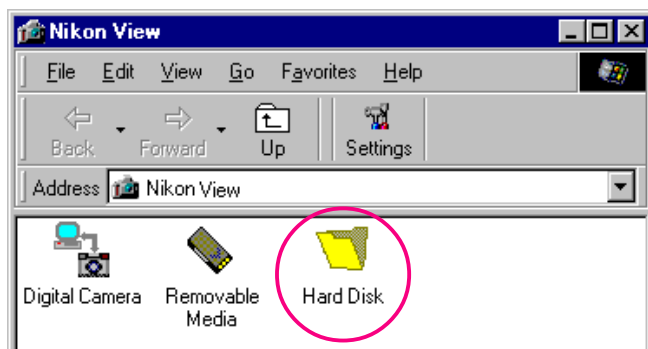 Nikon View
File Edit View Go Favorites Help
Back Forward Up Settings
Address Nikon View
Digital Camera Removable Media Hard Disk